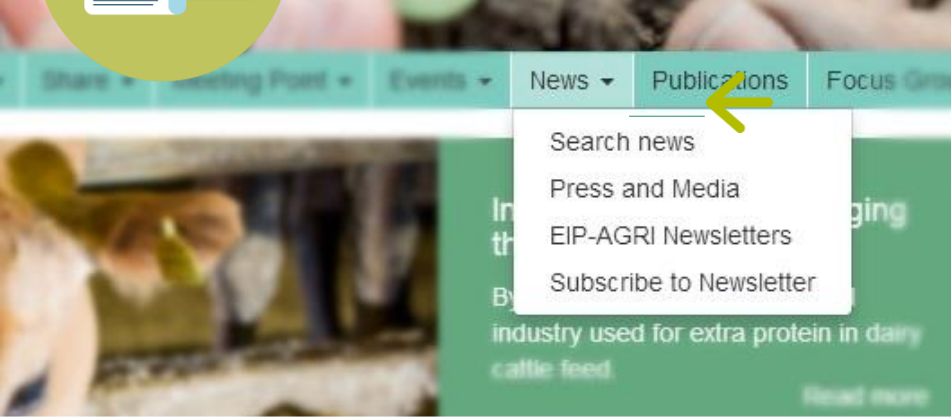 Share Meeting Point Events News Publications Focus
Search news
Press and Media
EIP-AGRI Newsletters
Subscribe to Newsletter
industry used for extra protein in dairy
cattle feed.
Read more